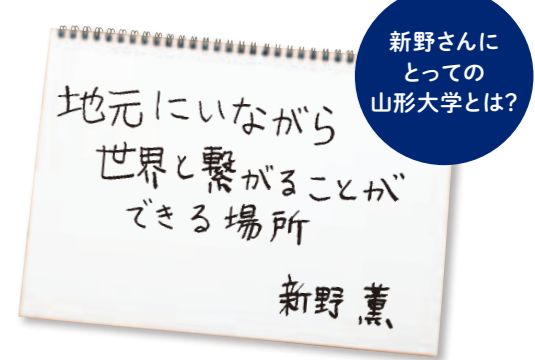 新野さんに
とっての
山形大学とは?
地元にいながら
世界と繋がることが
できる場所
新野 薫